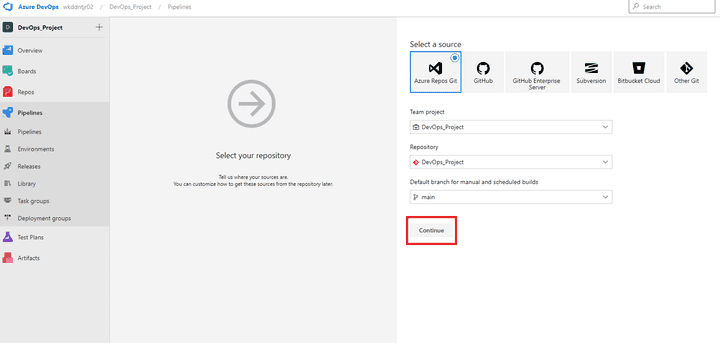 Azure DevOps wkddntjr02 / DevOps_Project / Pipelines
Search
D DevOps_Project +
Overview
Boards
Repos
Pipelines
Pipelines
Environments
Releases
Library
Task groups
Deployment groups
Test Plans
Artifacts
Select your repository
Tell us where your sources are.
You can customize how to get these sources from the repository later.
Select a source
Azure Repos Git
GitHub
GitHub Enterprise
Server
Subversion
Bitbucket Cloud
Other Git
Team project
DevOps_Project
Repository
DevOps_Project
Default branch for manual and scheduled builds
main
Continue